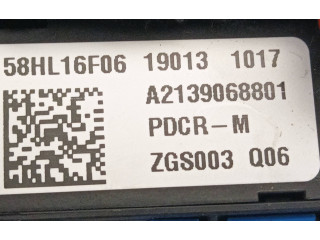 58HL16F06 19013 1017
A2139068801
PDCR-M
ZGS003 Q06